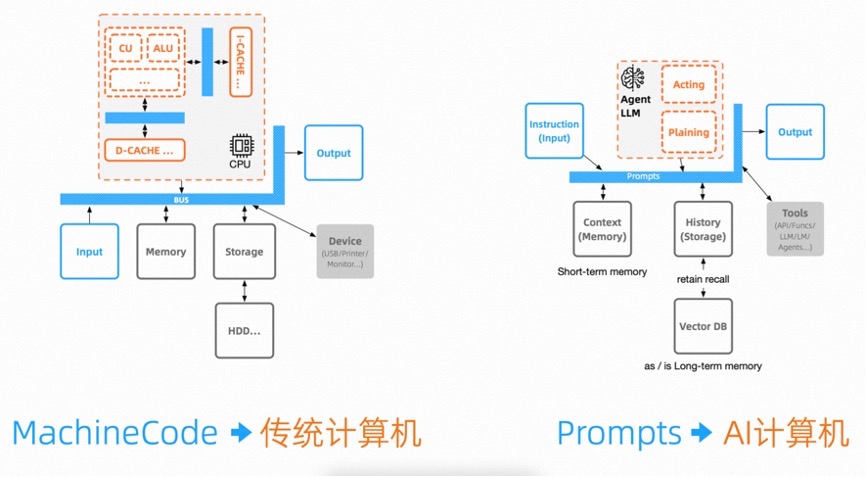 CU
ALU
...
I-CACHE ...
D-CACHE ...
CPU
Output
BUS
Input
Memory
Storage
Device
(USB/Printer/
Monitor...)
HDD...
MachineCode
传统计算机
Agent
LLM
Acting
Plaining
Instruction
(Input)
Output
Prompts
Context
(Memory)
History
(Storage)
Tools
(API/Funcs/
LLM/LM/
Agents...)
Short-term memory
retain recall
Vector DB
as / is Long-term memory
Prompts
AI计算机